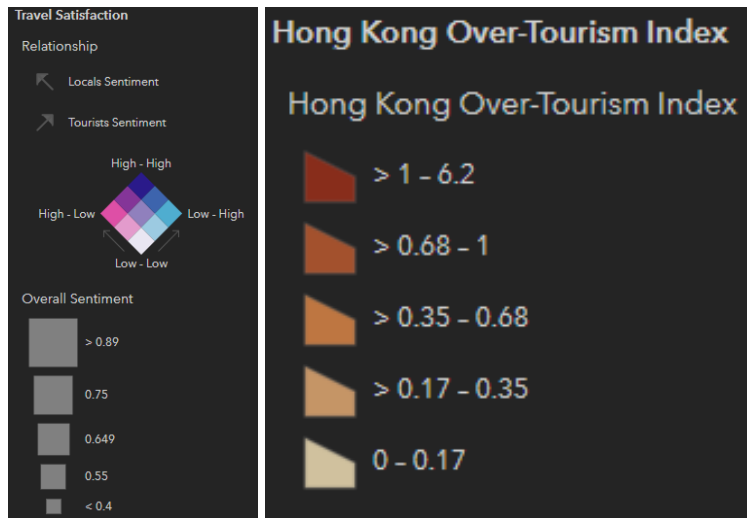 Travel Satisfaction
Relationship
Locals Sentiment
Tourists Sentiment
High - High
High - Low
Low - High
Low - Low
Overall Sentiment
> 0.89
0.75
0.649
0.55
< 0.4
Hong Kong Over-Tourism Index
Hong Kong Over-Tourism Index
> 1 – 6.2
> 0.68 – 1
> 0.35 – 0.68
> 0.17 – 0.35
0 – 0.17